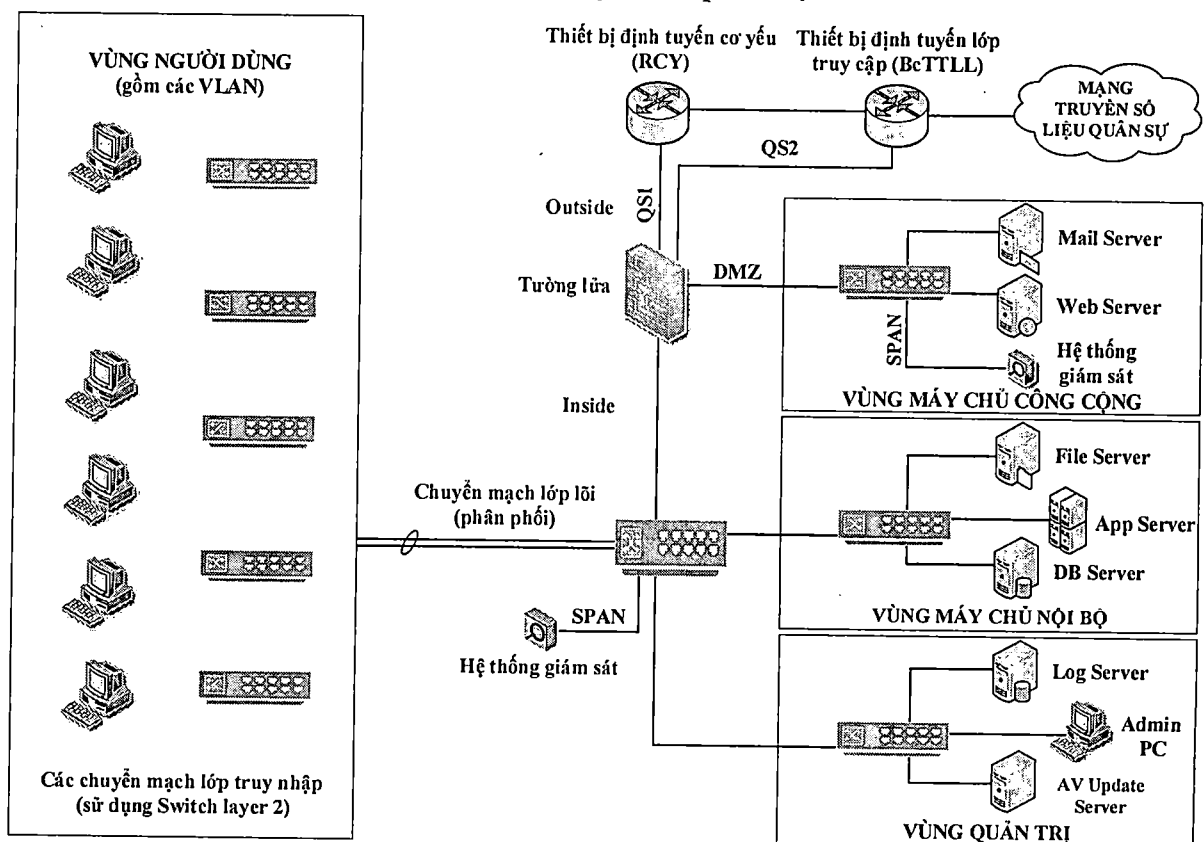 VÙNG NGƯỜI DÙNG
(gồm các VLAN)
Các chuyển mạch lớp truy nhập
(sử dụng Switch layer 2)
Thiết bị định tuyến cơ yếu
(RCY)
Thiết bị định tuyến lớp
truy cập (BcTTLL)
MẠNG
TRUYỀN SỐ
LIỆU QUÂN SỰ
QS2
QS1
Outside
Tường lửa
DMZ
Inside
Mail Server
Web Server
SPAN
Hệ thống
giám sát
VÙNG MÁY CHỦ CÔNG CỘNG
Chuyển mạch lớp lõi
(phân phối)
File Server
App Server
DB Server
VÙNG MÁY CHỦ NỘI BỘ
SPAN
Hệ thống giám sát
Log Server
Admin
PC
AV Update
Server
VÙNG QUẢN TRỊ